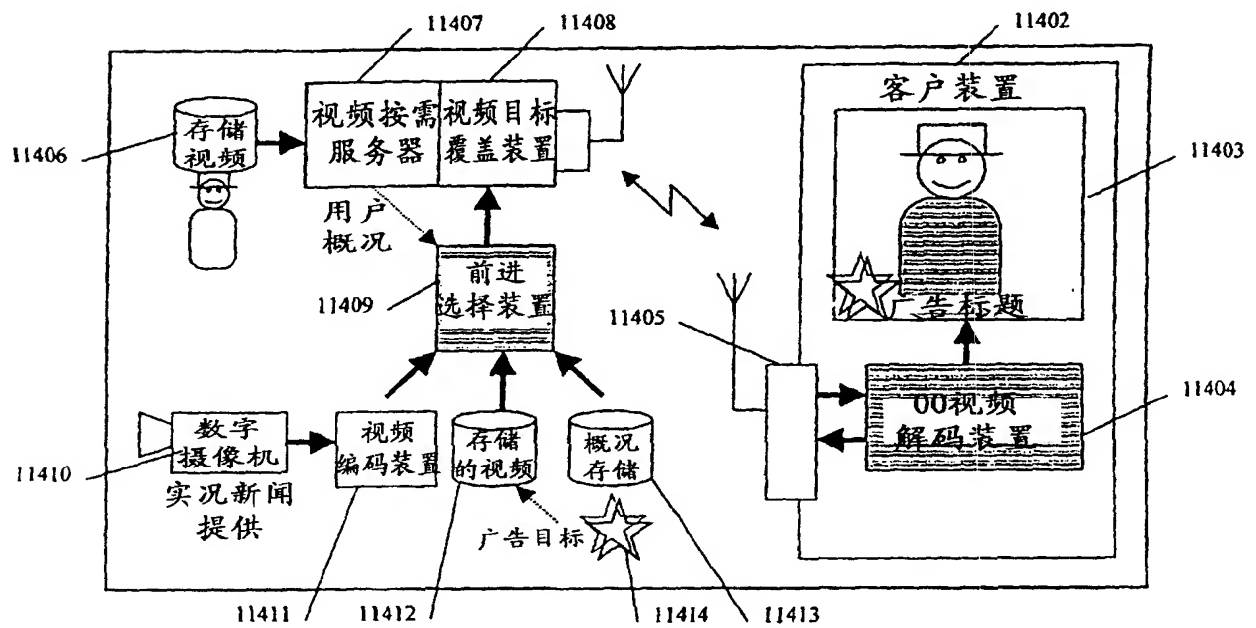 11407
11408
11402
11406
存储
视频
视频按需
服务器
视频目标
覆盖装置
用户
概况
11409
前进
选择装置
客户装置
11403
广告标题
11405
00视频
解码装置
11404
11410
数字
摄像机
实况新闻
提供
视频
编码装置
存储
的视频
概况
存储
广告目标
11411
11412
11414
11413